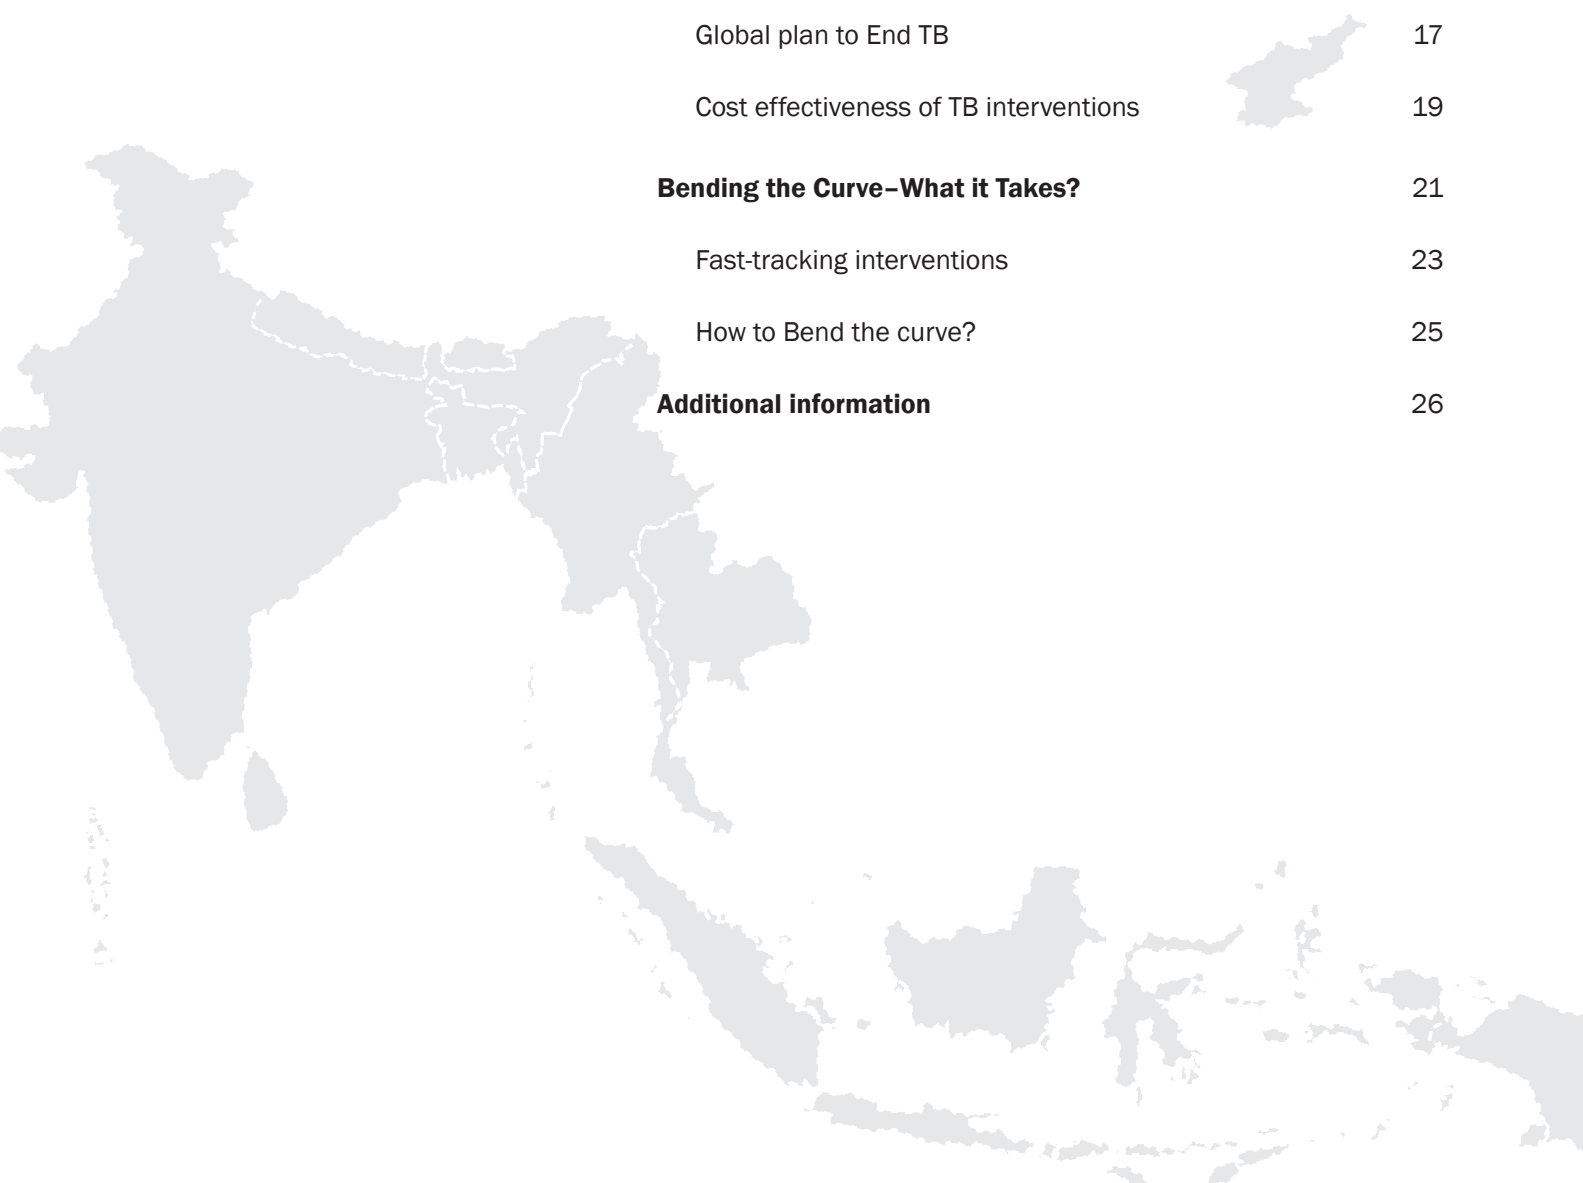 Global plan to End TB 17
Cost effectiveness of TB interventions 19
Bending the Curve–What it Takes? 21
Fast-tracking interventions 23
How to Bend the curve? 25
Additional information 26